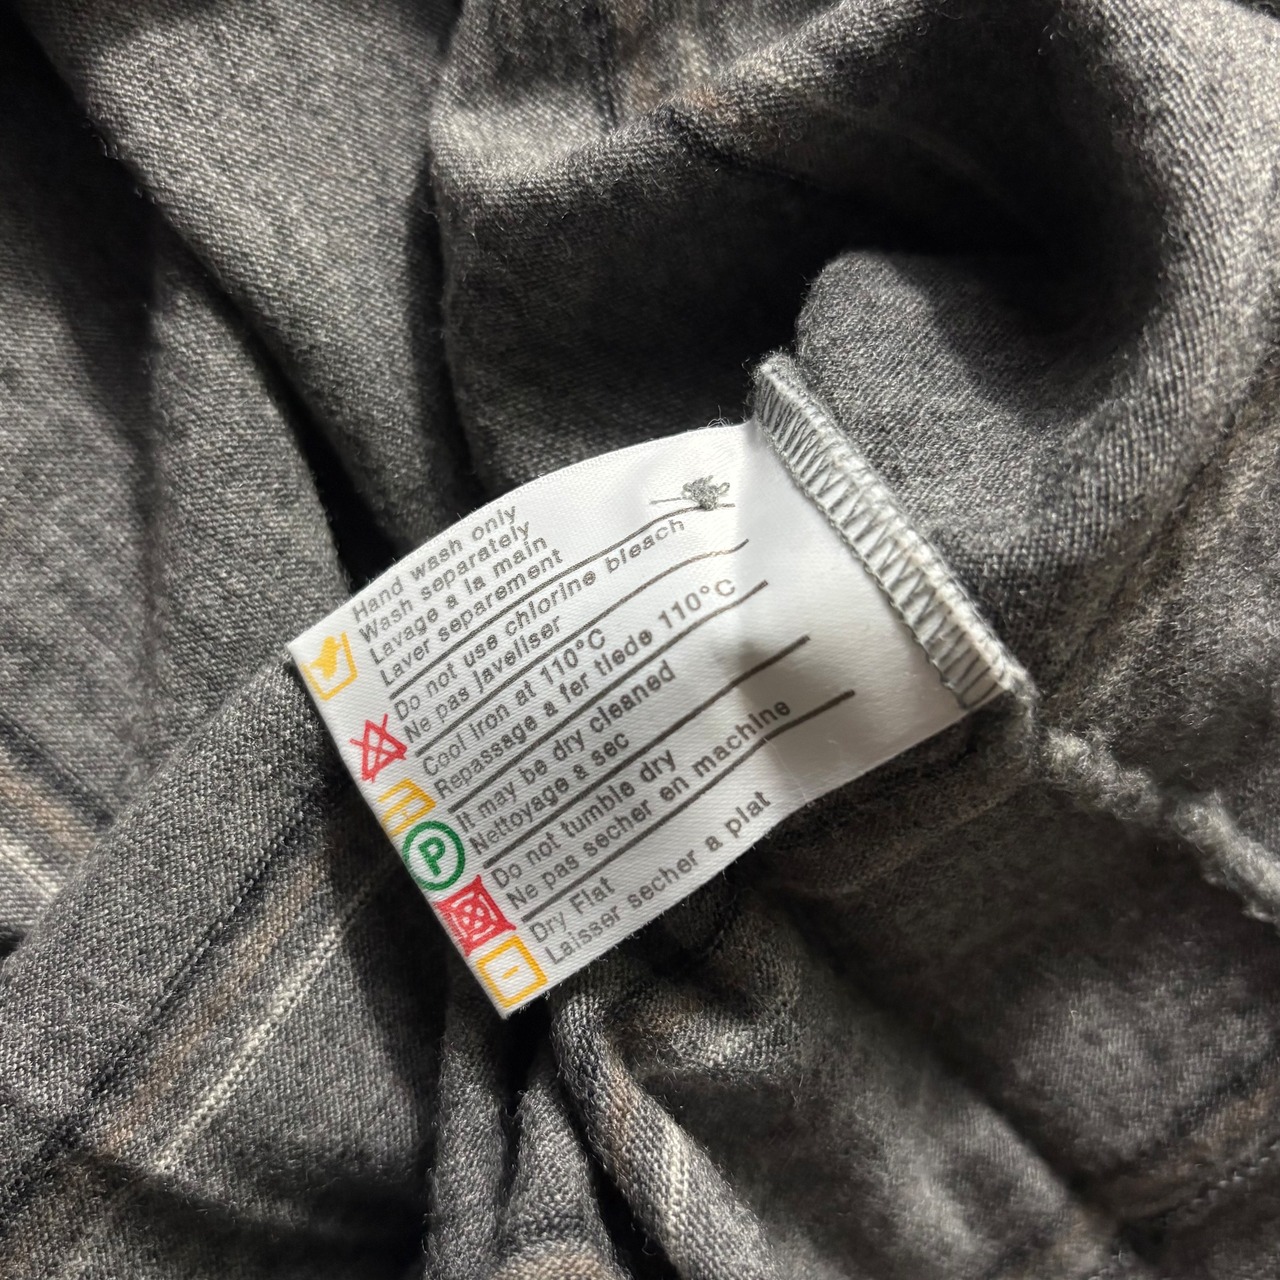 Hand wash only
Wash separately
Lavage a la main
Laver separement
Do not use chlorine bleach
Ne pas javeliser
Cool iron at 110°C
Repassage a fer tiede 110°C
It may be dry cleaned
Nettoyage a sec
P
Do not tumble dry
Ne pas secher en machine
Dry Flat
Laisser secher a plat